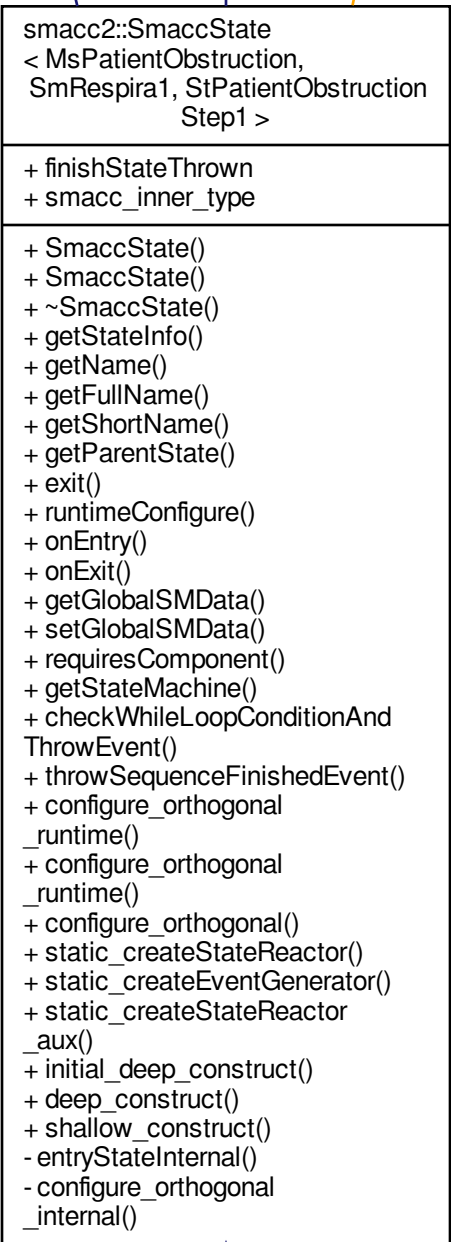 smacc2::SmaccState
< MsPatientObstruction,
SmRespira1, StPatientObstruction
Step1 >
+ finishStateThrown
+ smacc_inner_type
+ SmaccState()
+ SmaccState()
+ ~SmaccState()
+ getStateInfo()
+ getName()
+ getFullName()
+ getShortName()
+ getParentState()
+ exit()
+ runtimeConfigure()
+ onEntry()
+ onExit()
+ getGlobalSMData()
+ setGlobalSMData()
+ requiresComponent()
+ getStateMachine()
+ checkWhileLoopConditionAnd
ThrowEvent()
+ throwSequenceFinishedEvent()
+ configure_orthogonal
_runtime()
+ configure_orthogonal
_runtime()
+ configure_orthogonal()
+ static_createStateReactor()
+ static_createEventGenerator()
+ static_createStateReactor
_aux()
+ initial_deep_construct()
+ deep_construct()
+ shallow_construct()
- entryStateInternal()
- configure_orthogonal
_internal()